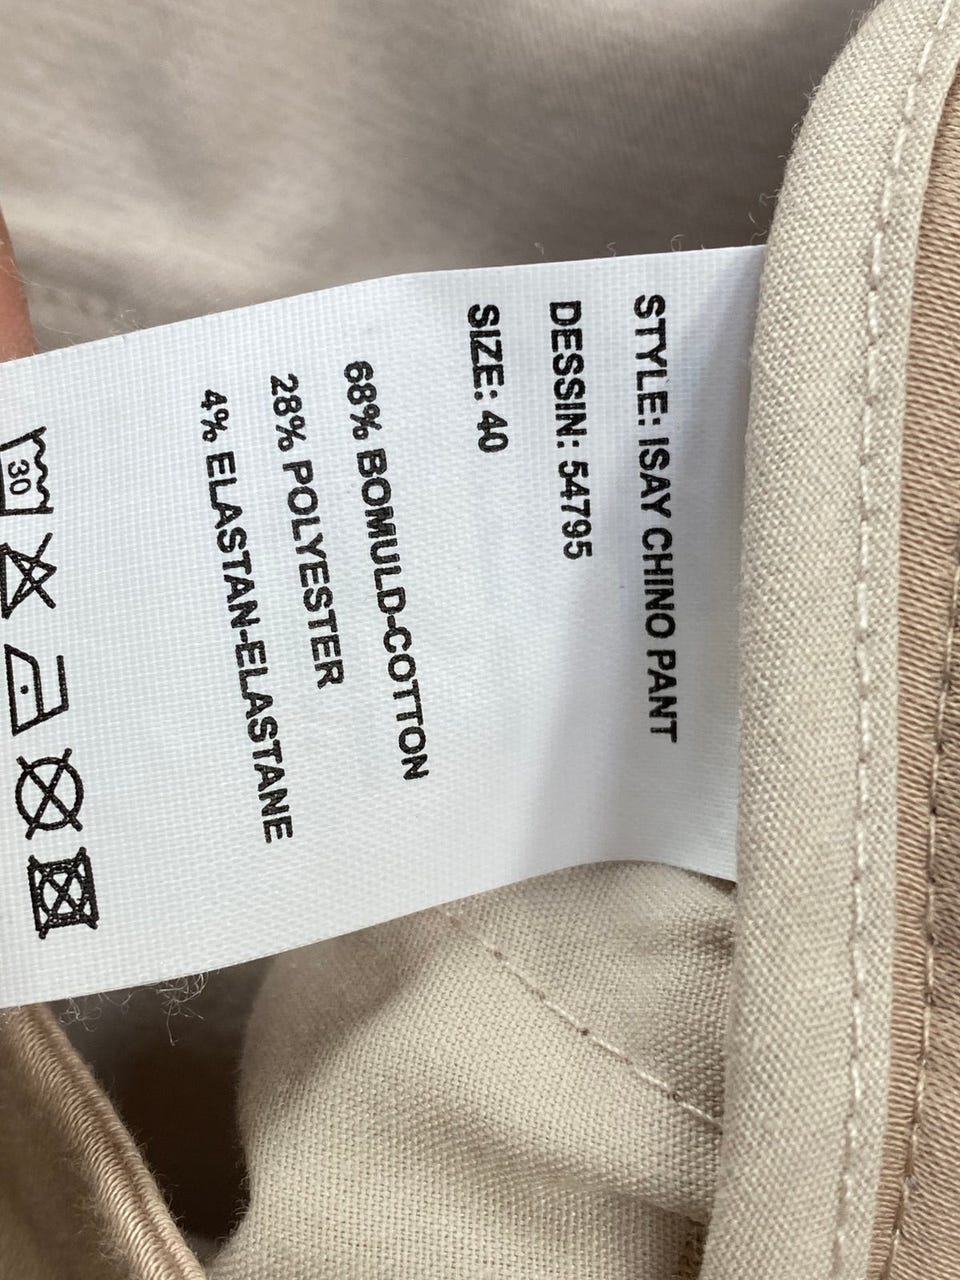 STYLE: ISAY CHINO PANT
DESSIN: 54795
SIZE: 40
68% BOMULD-COTTON
28% POLYESTER
4% ELASTAN-ELASTANE
30